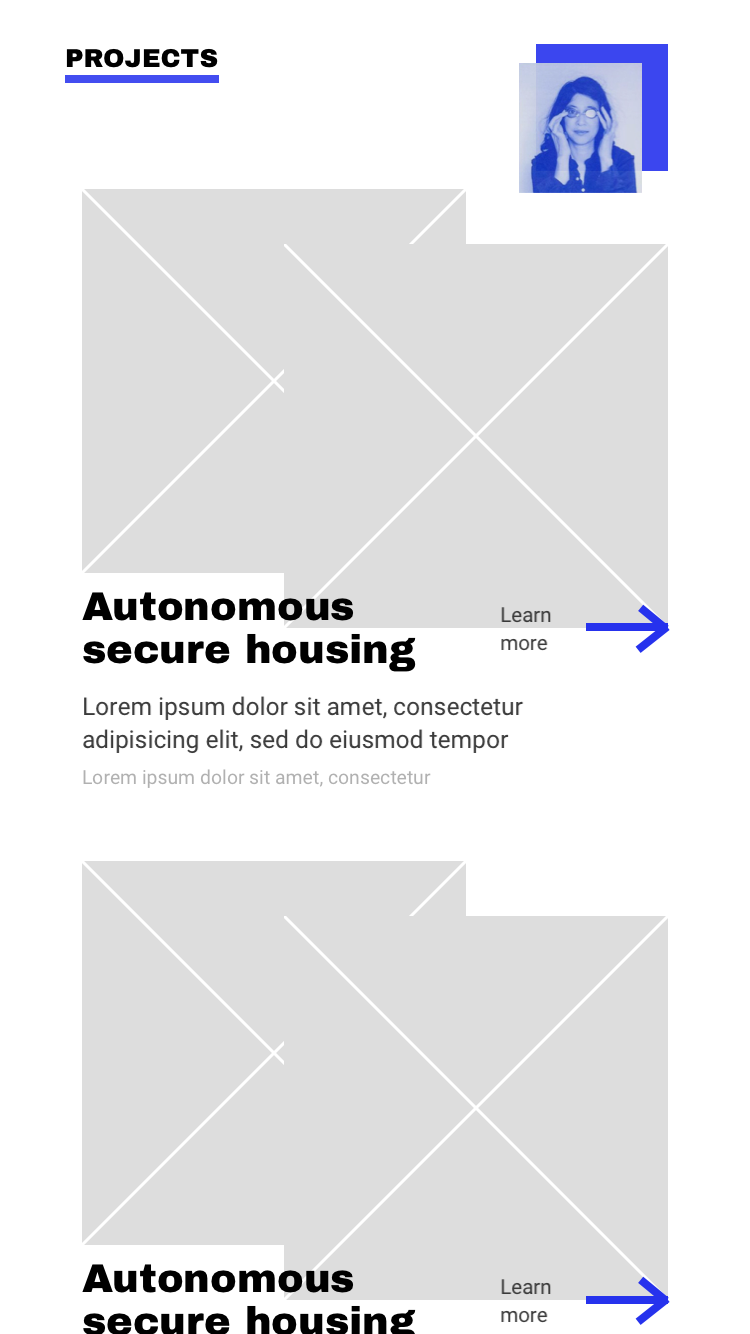 PROJECTS
Autonomous
secure housing
Learn
more
Lorem ipsum dolor sit amet, consectetur
adipisicing elit, sed do eiusmod tempor
Lorem ipsum dolor sit amet, consectetur
Autonomous
secure housing
Learn
more